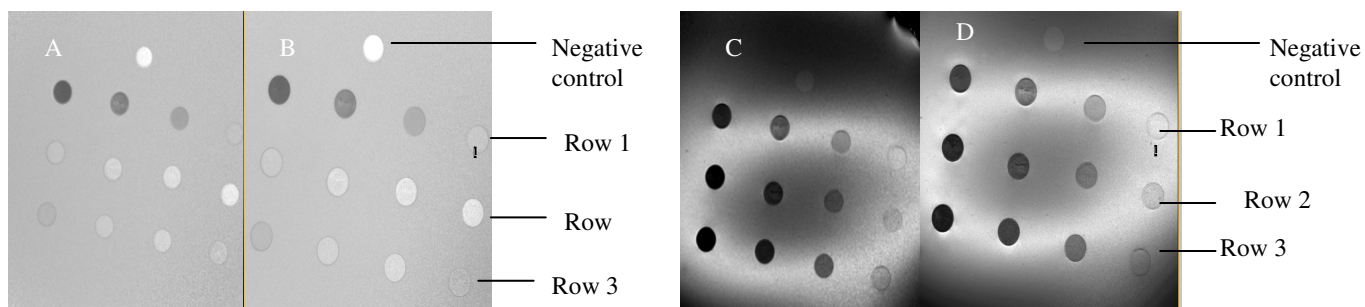 A
B
Negative
control
Row 1
!
Row
Row 3
C
D
Negative
control
Row 1
!
Row 2
Row 3